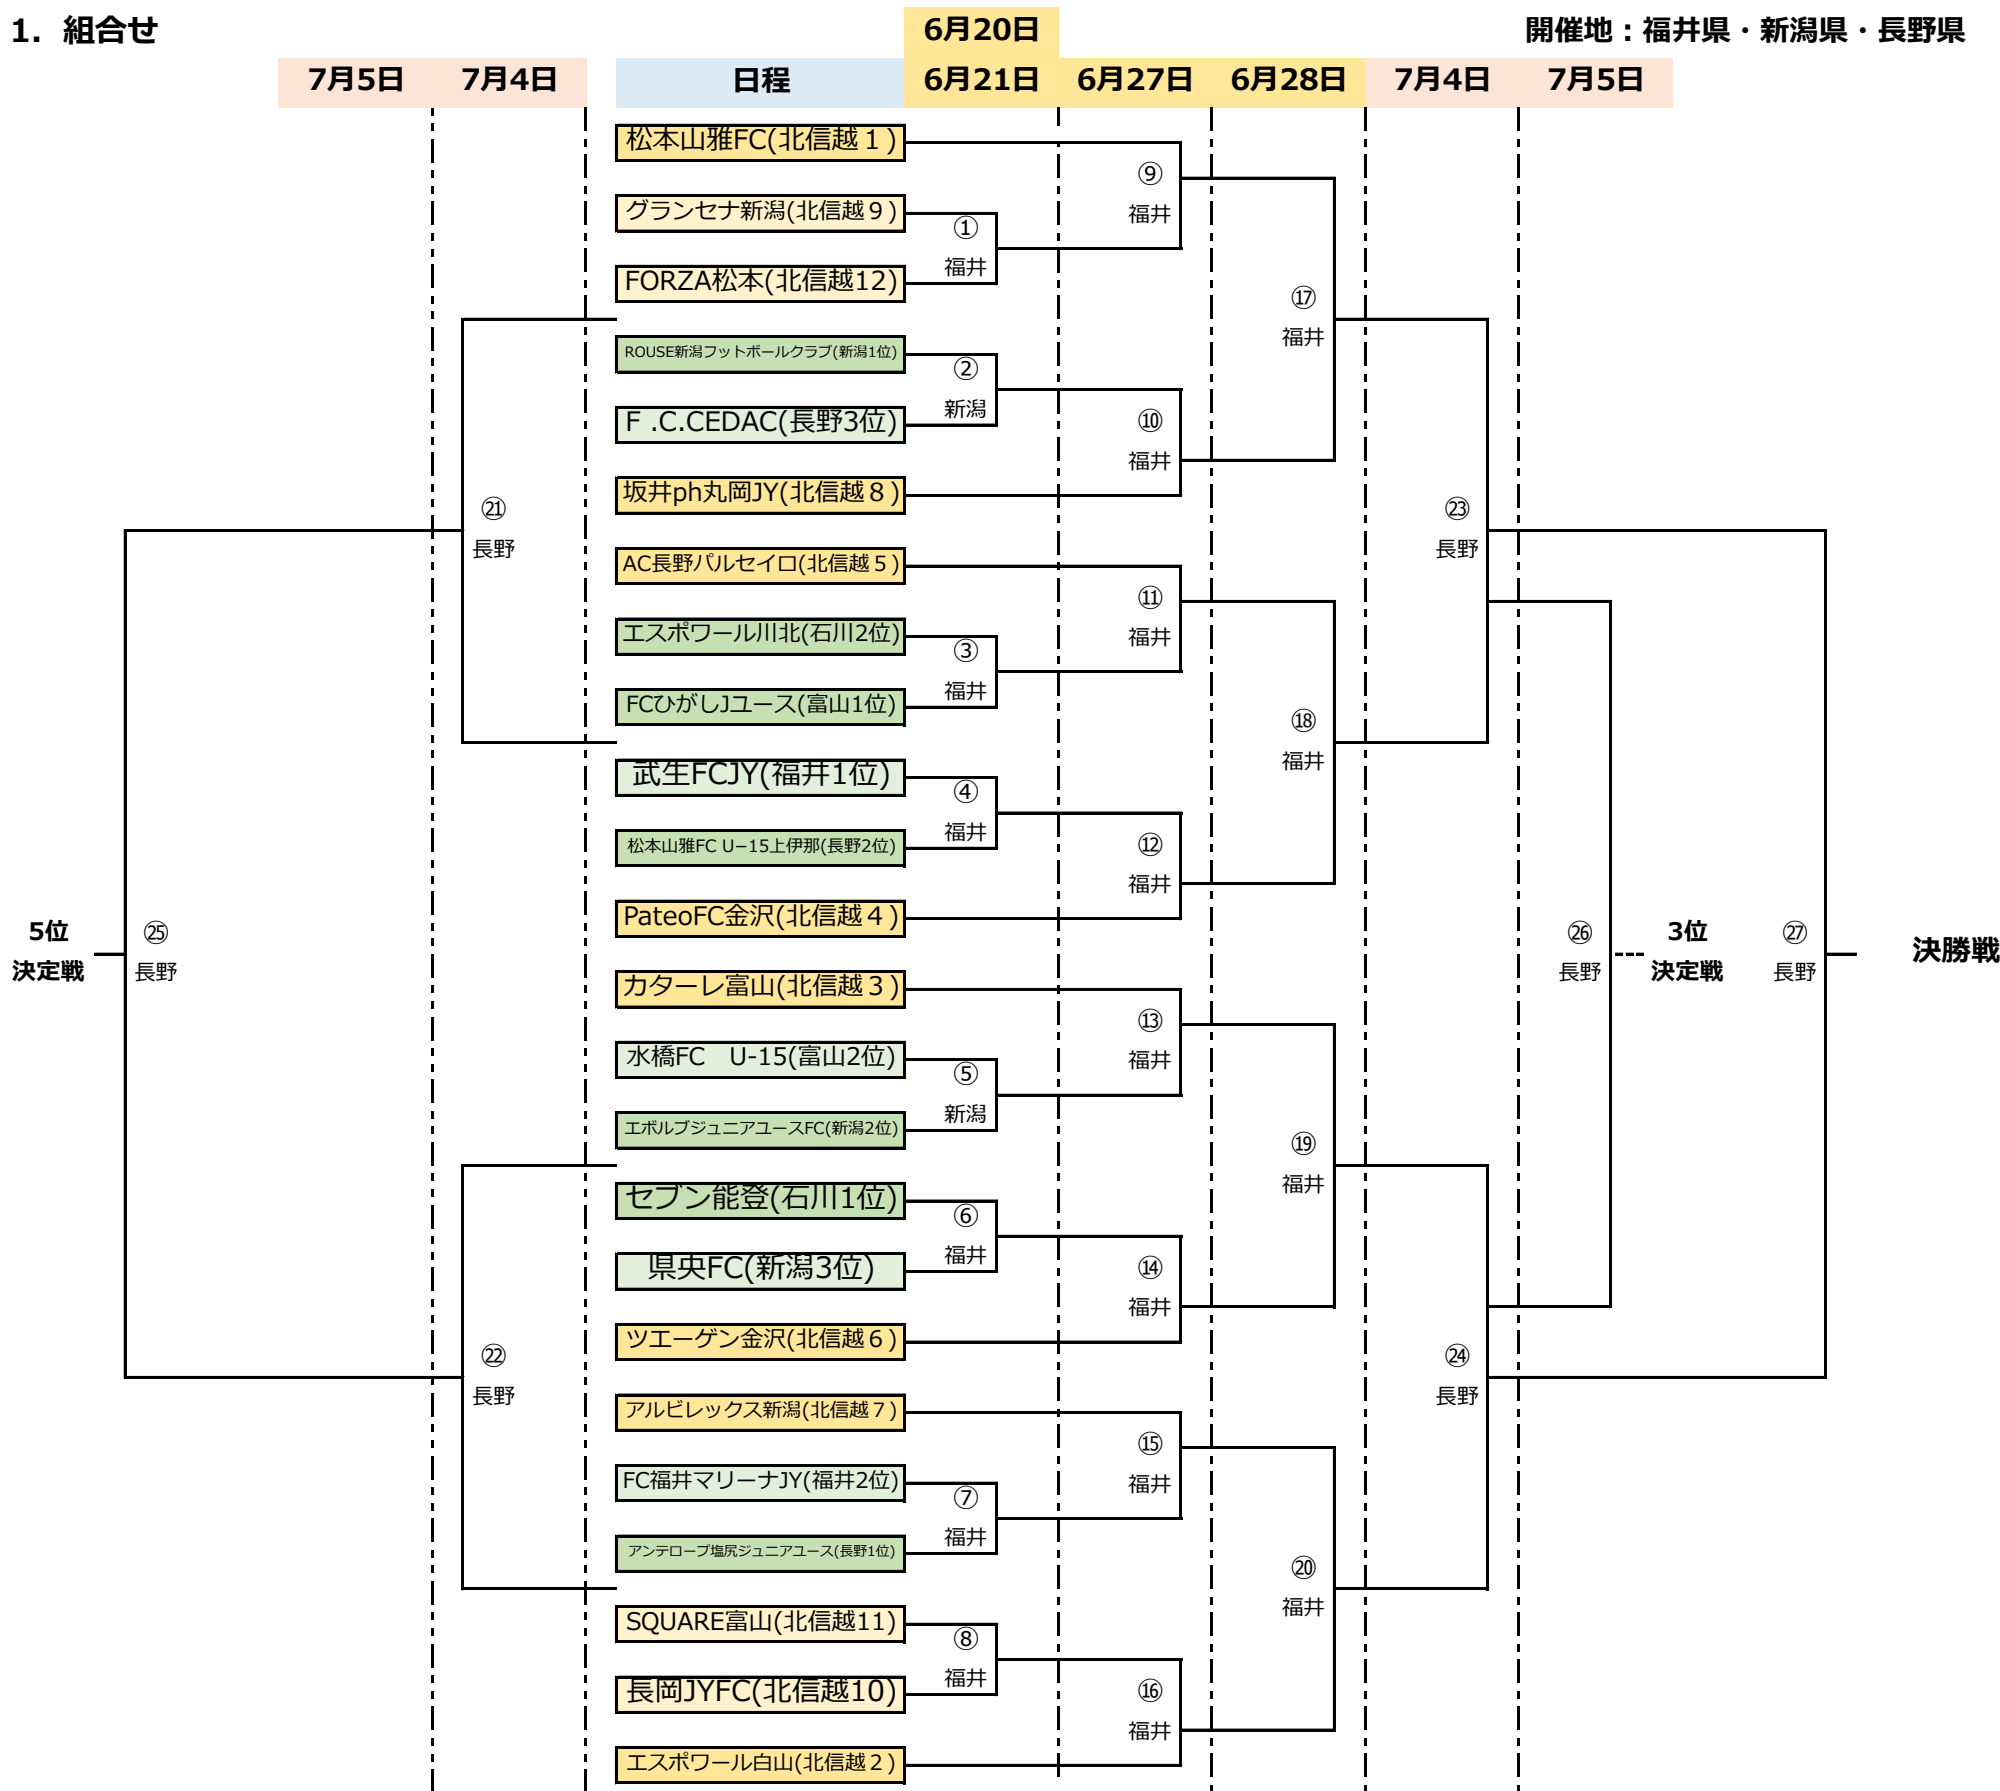 1. 組合せ
6月20日
開催地：福井県・新潟県・長野県
7月5日 7月4日 日程 6月21日 6月27日 6月28日 7月4日 7月5日
松本山雅FC(北信越１)
⑨
福井
グランセナ新潟(北信越９)
①
福井
FORZA松本(北信越12)
⑰
福井
ROUSE新潟フットボールクラブ(新潟1位)
②
新潟
Ｆ.C.CEDAC(長野3位)
⑩
福井
坂井ph丸岡JY(北信越８)
㉑
長野
㉓
長野
AC長野パルセイロ(北信越５)
⑪
福井
エスポワール川北(石川2位)
③
福井
FCひがしJユース(富山1位)
⑱
福井
武生FCJY(福井1位)
④
福井
松本山雅FC U−15上伊那(長野2位)
⑫
福井
PateoFC金沢(北信越４)
5位
決定戦
㉕
長野
㉖
長野
3位
決定戦
㉗
長野
決勝戦
カターレ富山(北信越３)
⑬
福井
水橋FC　U-15(富山2位)
⑤
新潟
エボルブジュニアユースFC(新潟2位)
⑲
福井
セブン能登(石川1位)
⑥
福井
県央FC(新潟3位)
⑭
福井
ツエーゲン金沢(北信越６)
㉒
長野
㉔
長野
アルビレックス新潟(北信越７)
⑮
福井
FC福井マリーナJY(福井2位)
⑦
福井
アンテロープ塩尻ジュニアユース(長野1位)
⑳
福井
SQUARE富山(北信越11)
⑧
福井
長岡JYFC(北信越10)
⑯
福井
エスポワール白山(北信越２)